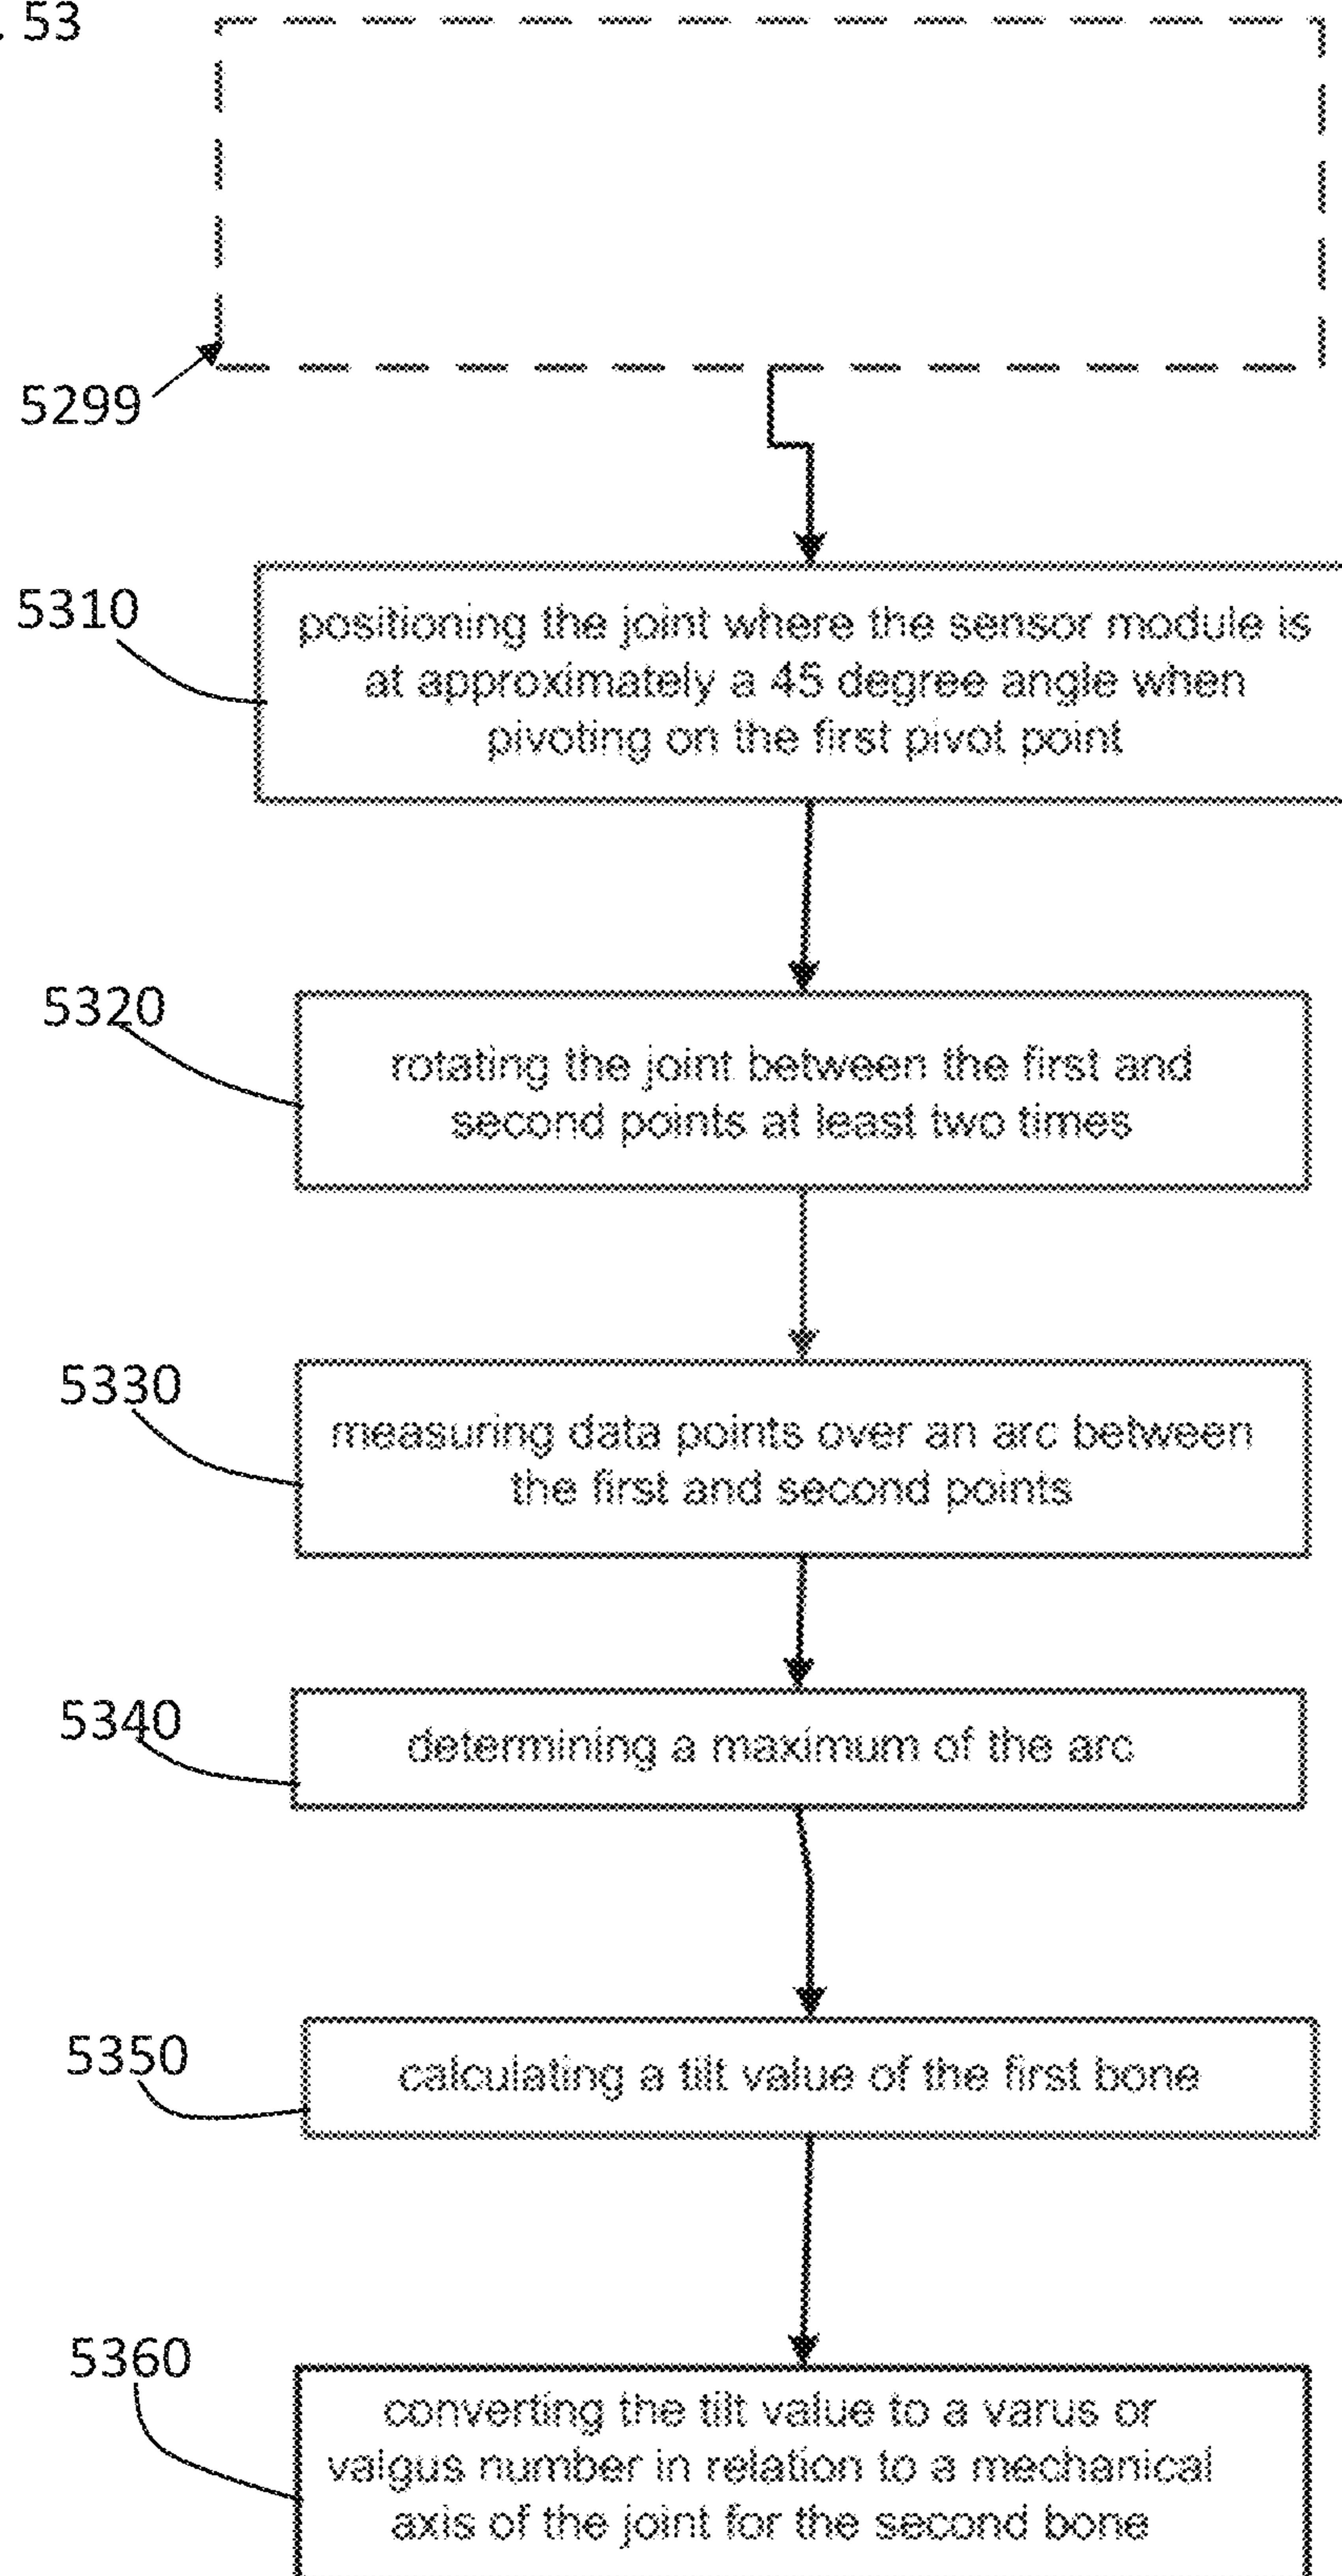 . 53
5299
5310
positioning the joint where the sensor module is
at approximately a 45 degree angle when
pivoting on the first pivot point
5320
rotating the joint between the first and
second points at least two times
5330
measuring data points over an arc between
the first and second points
5340
determining a maximum of the arc
5350
calculating a tilt value of the first bone
5360
converting the tilt value to a varus or
valgus number in relation to a mechanical
axis of the joint for the second bone